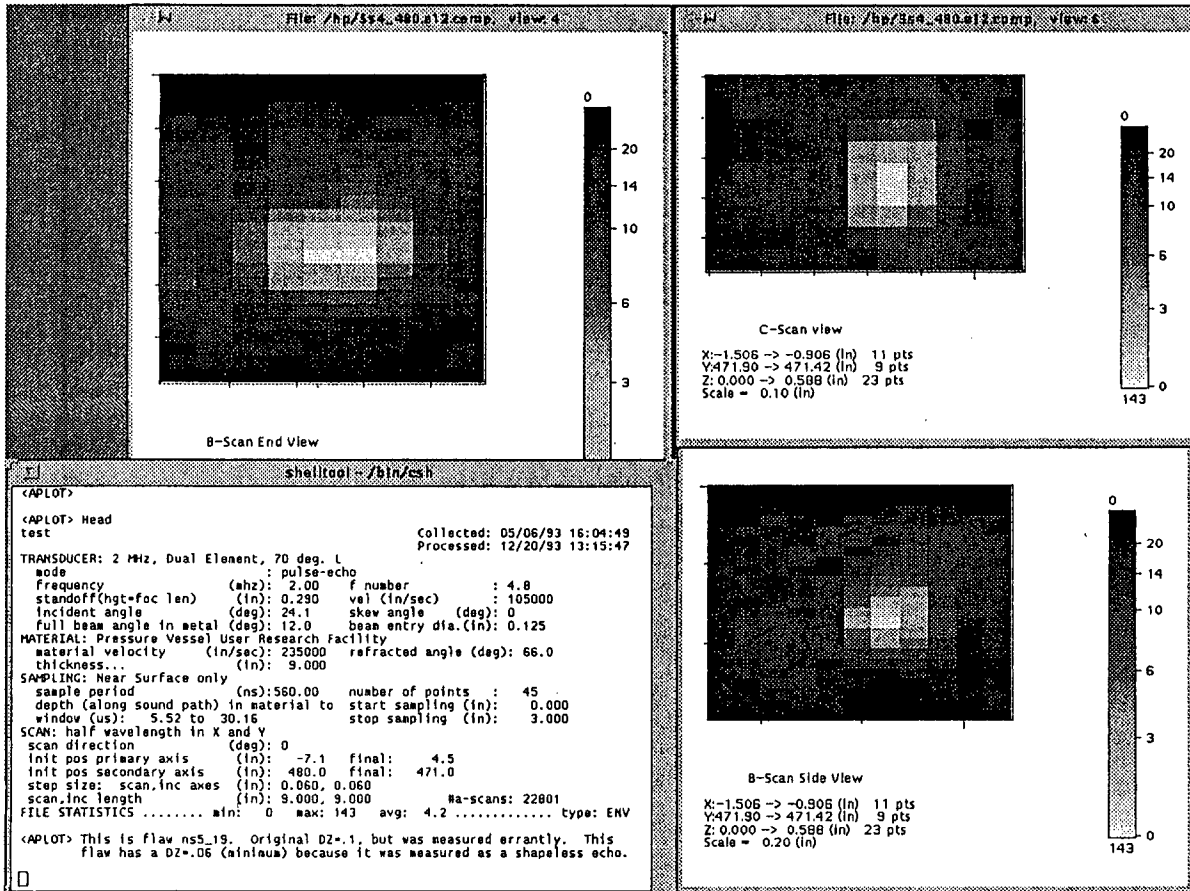 File: /hp/Ss4_480.e12.comp, view: 4
0
20
14
10
6
3
B-Scan End View
File: /hp/Ss4_480.e12.comp, view: 6
0
20
14
10
6
3
0
143
C-Scan view
X:-1.506 -> -0.906 (in) 11 pts
Y:471.90 -> 471.42 (in) 9 pts
Z: 0.000 -> 0.588 (in) 23 pts
Scale = 0.10 (in)
shelltool - /bin/csh
<APLOT>
<APLOT> Head
test Collected: 05/06/93 16:04:49
Processed: 12/20/93 13:15:47
TRANSDUCER: 2 MHz, Dual Element, 70 deg. L
mode : pulse-echo
frequency (mhz): 2.00 f number : 4.8
standoff(hgt=foc len) (in): 0.290 vel (in/sec) : 105000
incident angle (deg): 24.1 skew angle (deg): 0
full beam angle in metal (deg): 12.0 beam entry dia.(in): 0.125
MATERIAL: Pressure Vessel User Research Facility
material velocity (in/sec): 235000 refracted angle (deg): 66.0
thickness... (in): 9.000
SAMPLING: Near Surface only
sample period (ns):560.00 number of points : 45
depth (along sound path) in material to start sampling (in): 0.000
window (us): 5.52 to 30.16 stop sampling (in): 3.000
SCAN: half wavelength in X and Y
scan direction (deg): 0
init pos primary axis (in): -7.1 final: 4.5
init pos secondary axis (in): 480.0 final: 471.0
step size: scan,inc axes (in): 0.060, 0.060
scan,inc length (in): 9.000, 9.000 #a-scans: 22801
FILE STATISTICS ........ min: 0 max: 143 avg: 4.2 ............. type: ENV
<APLOT> This is flaw ns5_19. Original DZ=.1, but was measured errantly. This
flaw has a DZ=.06 (minimum) because it was measured as a shapeless echo.
0
20
14
10
6
3
0
143
B-Scan Side View
X:-1.506 -> -0.906 (in) 11 pts
Y:471.90 -> 471.42 (in) 9 pts
Z: 0.000 -> 0.588 (in) 23 pts
Scale = 0.20 (in)